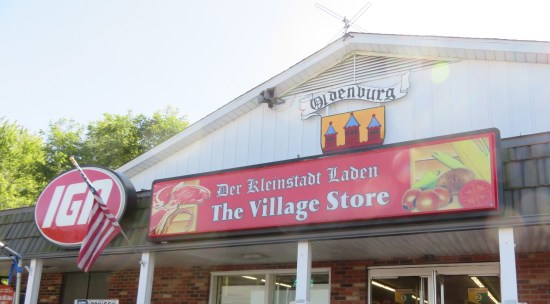 Oldenburg
Der Kleinstadt Laden
The Village Store
IGA